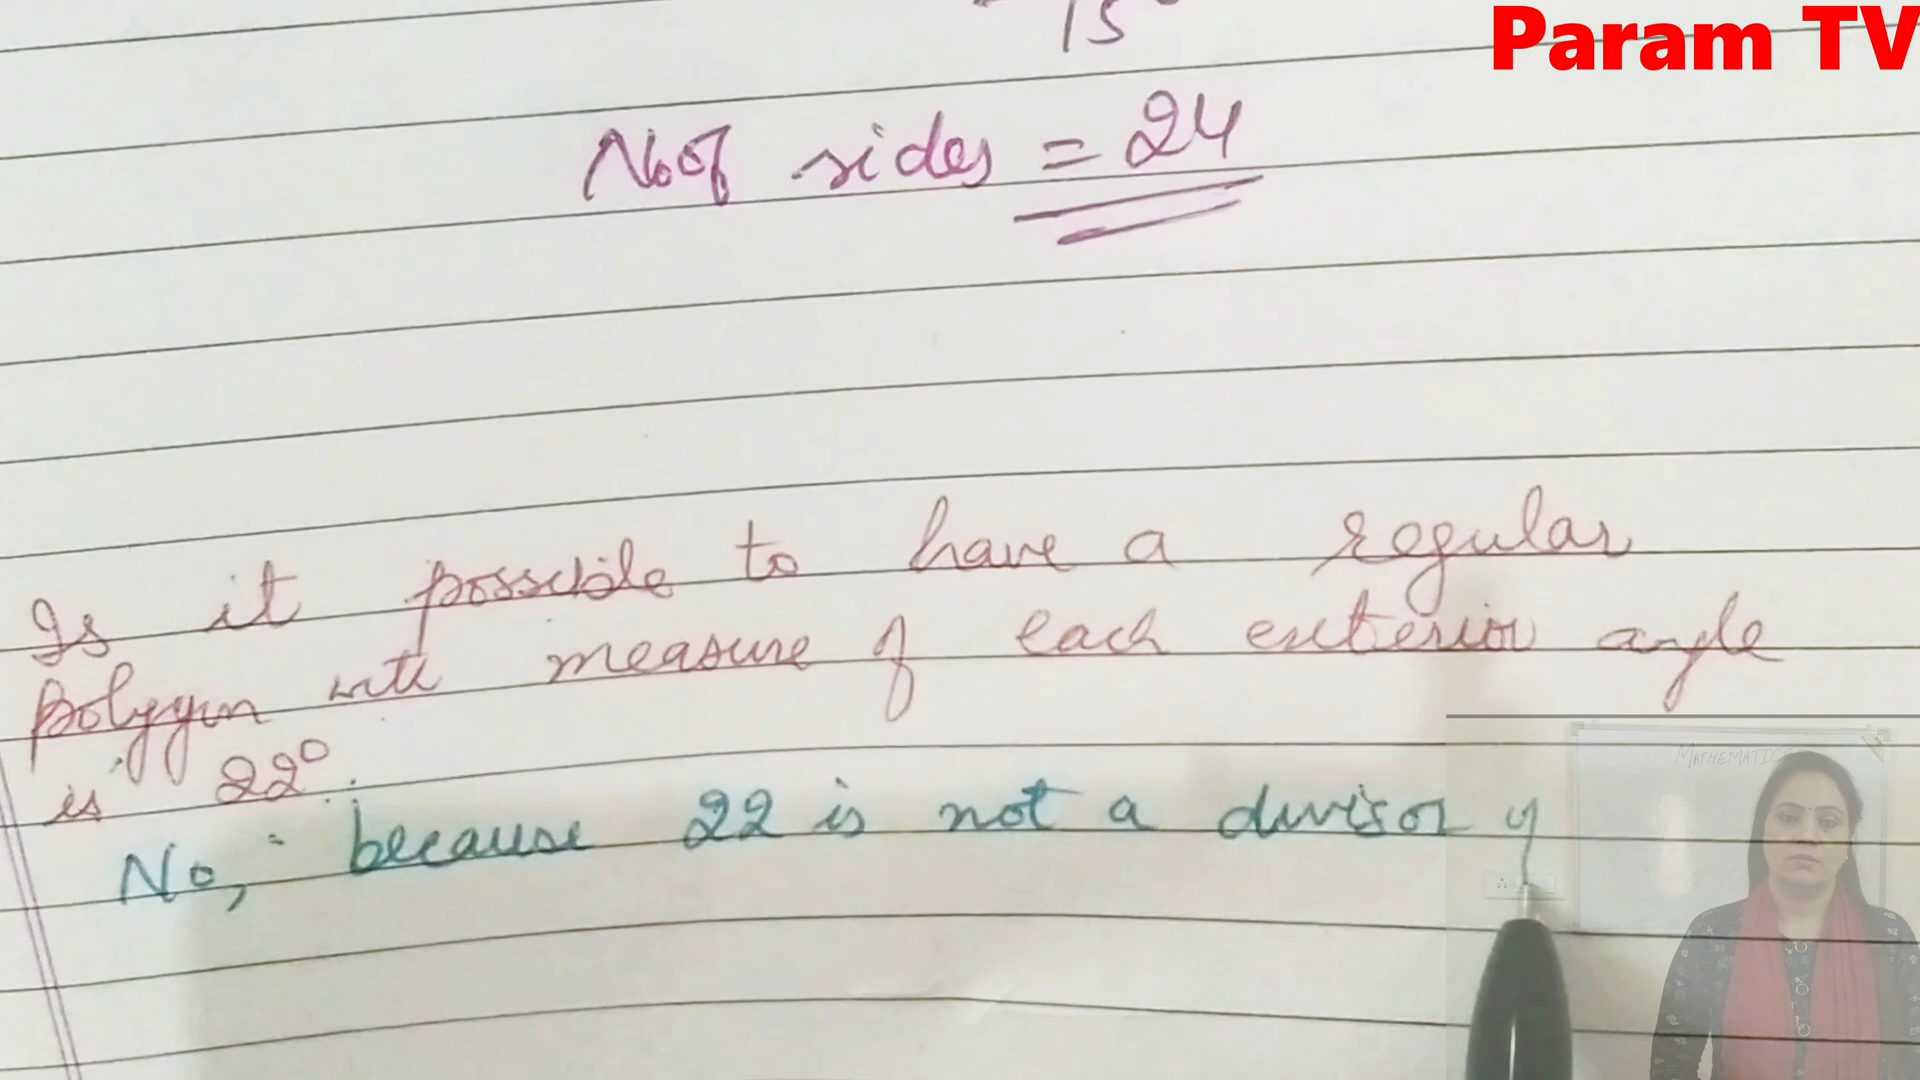 Param TV
15°
No of sides = 24
Is it possible to have a regular
polygon with measure of each exterior angle
is 22°.
No, because 22 is not a divisor of
MATHEMATICS